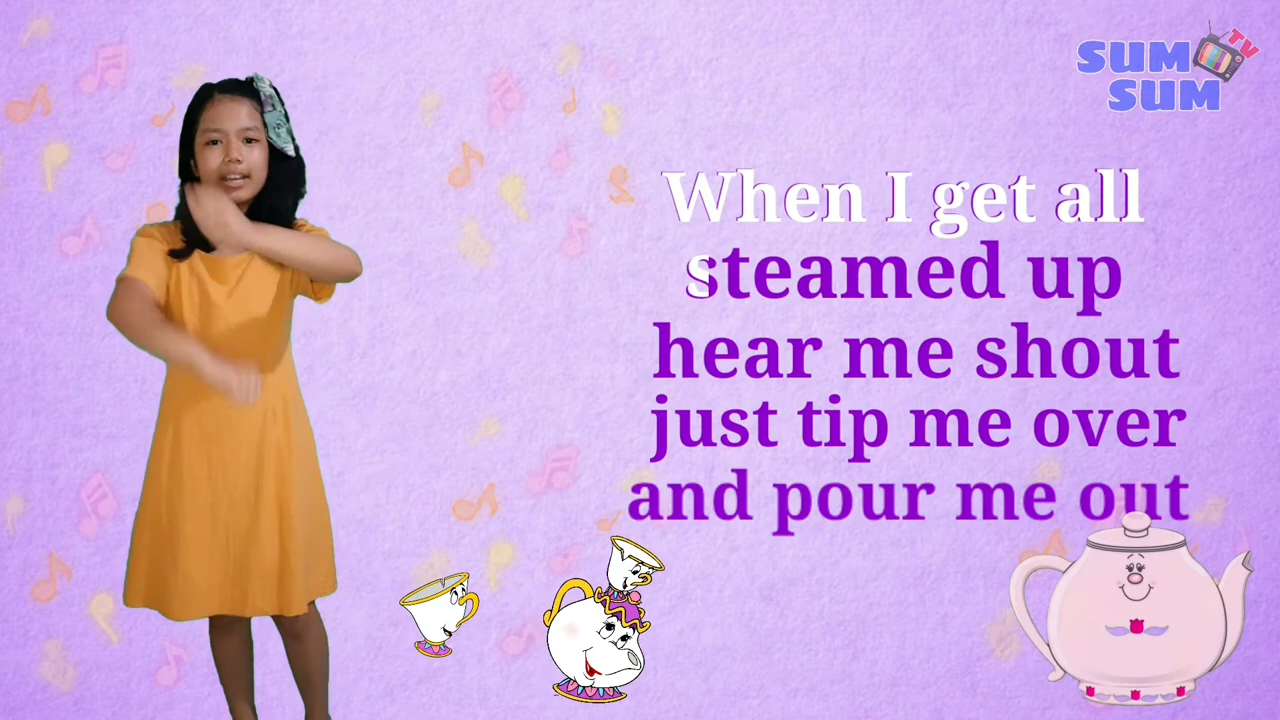 SUM TV
SUM
When I get all
steamed up
hear me shout
just tip me over
and pour me out